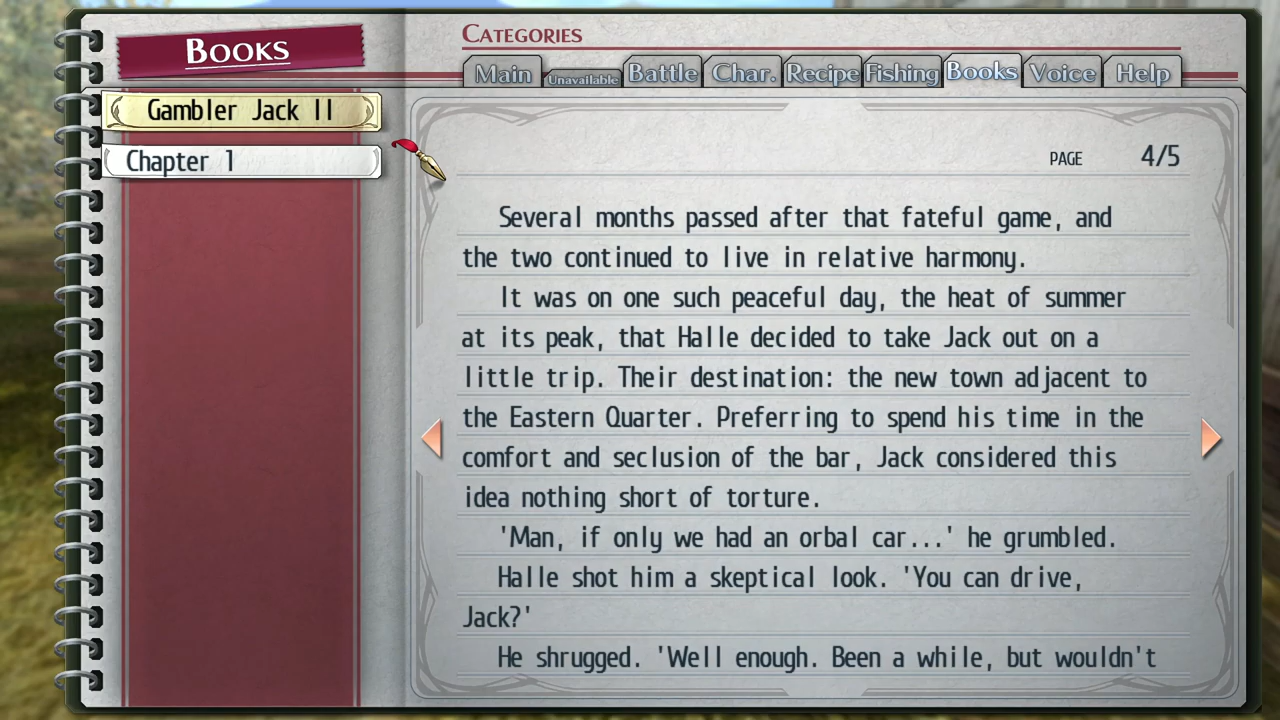 Books
Categories
Main
Unavailable
Battle
Char.
Recipe
Fishing
Books
Voice
Help
Gambler Jack II
Chapter 1
PAGE 4/5
Several months passed after that fateful game, and
the two continued to live in relative harmony.
It was on one such peaceful day, the heat of summer
at its peak, that Halle decided to take Jack out on a
little trip. Their destination: the new town adjacent to
the Eastern Quarter. Preferring to spend his time in the
comfort and seclusion of the bar, Jack considered this
idea nothing short of torture.
'Man, if only we had an orbal car...' he grumbled.
Halle shot him a skeptical look. 'You can drive,
Jack?'
He shrugged. 'Well enough. Been a while, but wouldn't